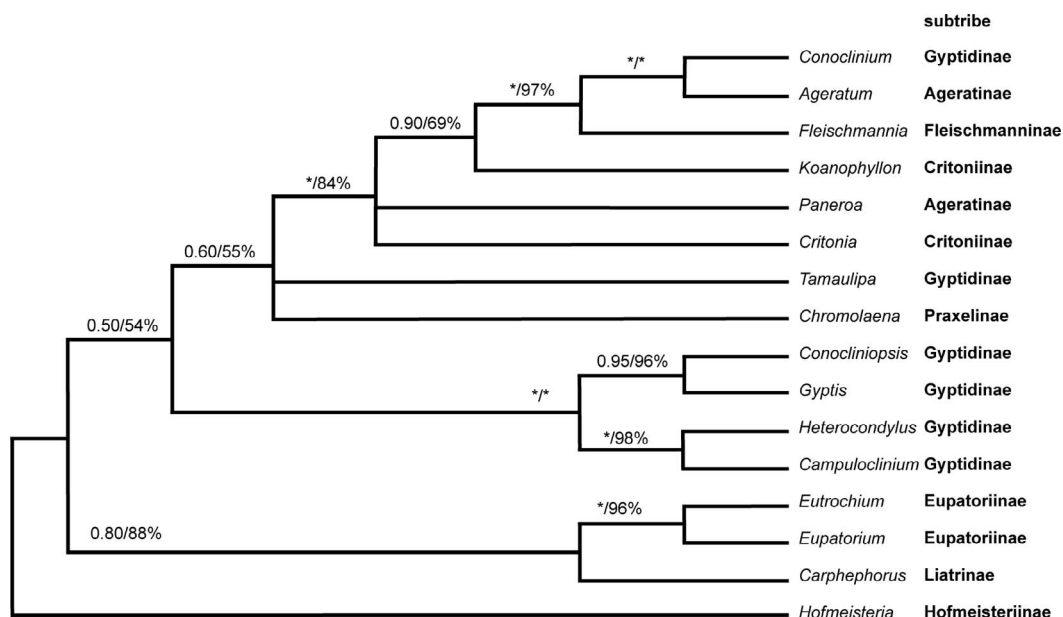 subtribe
*/*
Conoclinium Gyptidinae
*/97%
Ageratum Ageratinae
0.90/69%
Fleischmannia Fleischmanninae
Koanophyllon Critoniinae
*/84%
Paneroa Ageratinae
Critonia Critoniinae
0.60/55%
Tamaulipa Gyptidinae
Chromolaena Praxelinae
0.50/54%
Conocliniopsis Gyptidinae
0.95/96%
Gyptis Gyptidinae
*/*
Heterocondylus Gyptidinae
*/98%
Campuloclinium Gyptidinae
Eutrochium Eupatoriinae
*/96%
0.80/88%
Eupatorium Eupatoriinae
Carphephorus Liatrinae
Hofmeisteria Hofmeisteriinae